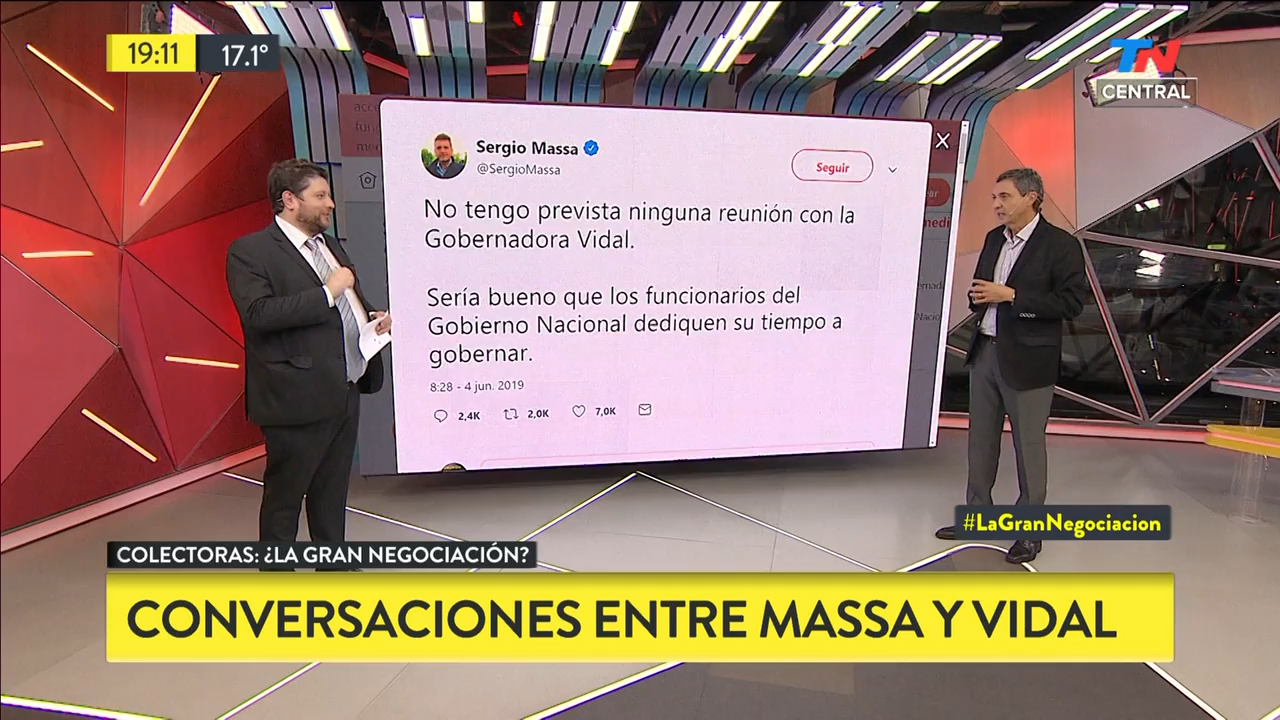 19:11 17.1°
TN
CENTRAL
Sergio Massa
@SergioMassa
Seguir
No tengo prevista ninguna reunión con la
Gobernadora Vidal.
Sería bueno que los funcionarios del
Gobierno Nacional dediquen su tiempo a
gobernar.
8:28 - 4 jun. 2019
2,4K 2,0K 7,0K
#LaGranNegociacion
COLECTORAS: ¿LA GRAN NEGOCIACIÓN?
CONVERSACIONES ENTRE MASSA Y VIDAL